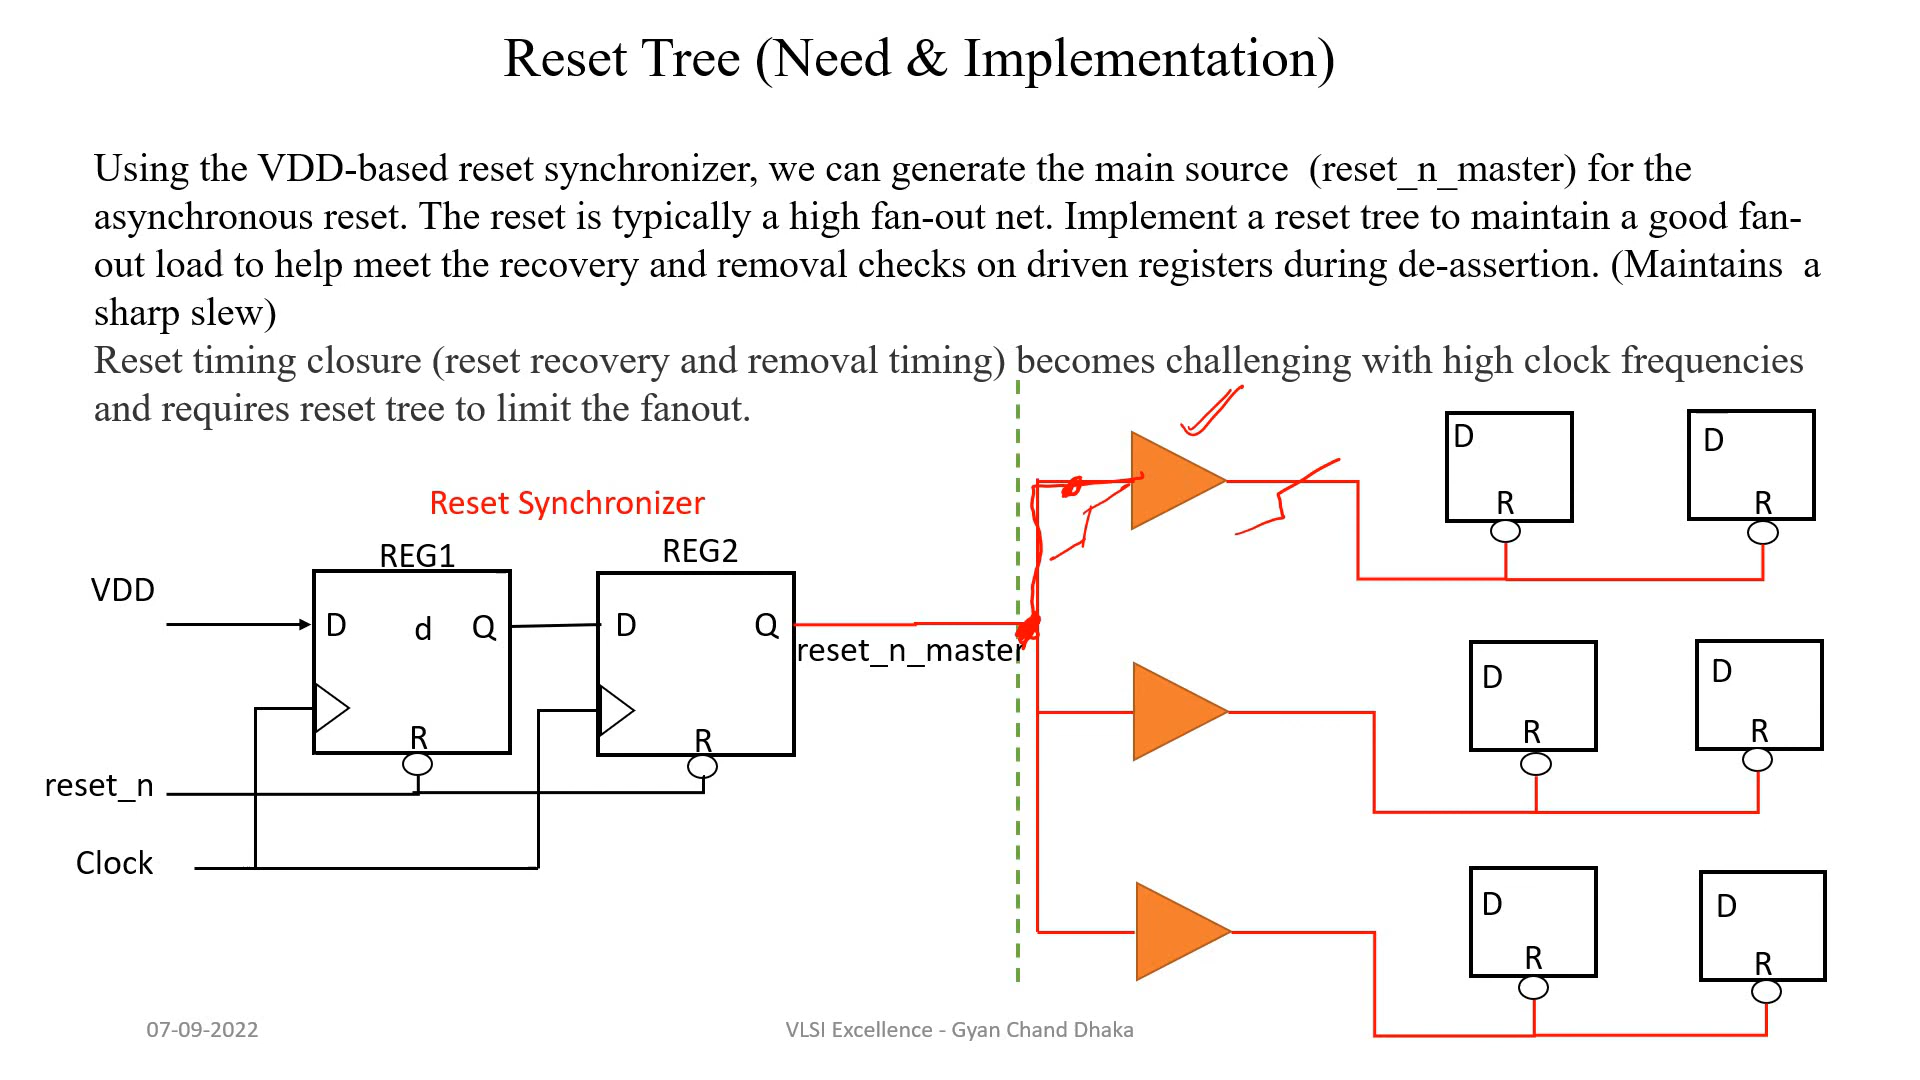 Reset Tree (Need & Implementation)
Using the VDD-based reset synchronizer, we can generate the main source (reset_n_master) for the
asynchronous reset. The reset is typically a high fan-out net. Implement a reset tree to maintain a good fan-
out load to help meet the recovery and removal checks on driven registers during de-assertion. (Maintains a
sharp slew)
Reset timing closure (reset recovery and removal timing) becomes challenging with high clock frequencies
and requires reset tree to limit the fanout.
Reset Synchronizer
REG1
REG2
VDD
D d Q
D Q
reset_n_master
R
R
reset_n
Clock
D
R
D
R
D
R
D
R
D
R
D
R
07-09-2022
VLSI Excellence - Gyan Chand Dhaka